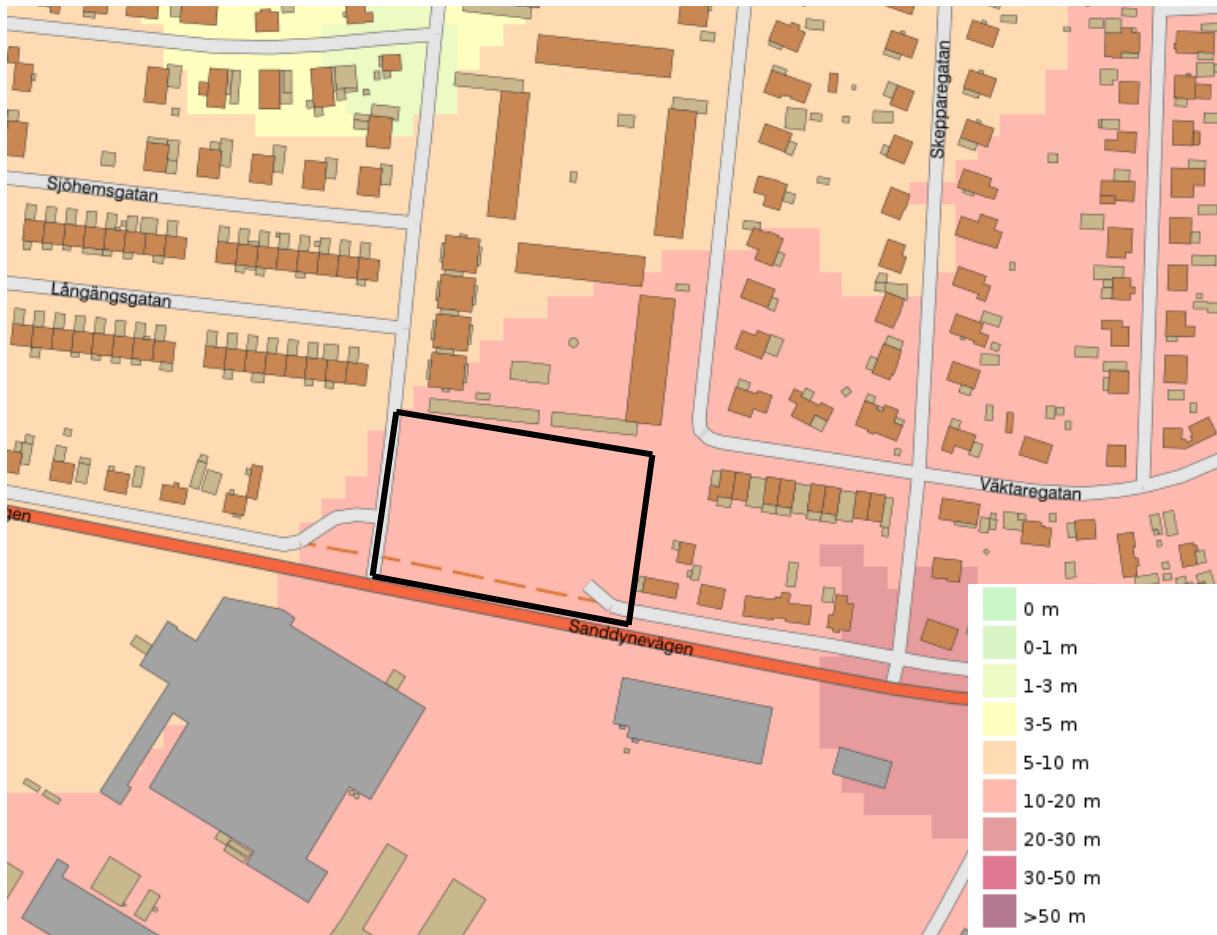 Skepparegatan
Sjöhemsgatan
Långängsgatan
Väktaregatan
gen
Sanddynevägen
0 m
0-1 m
1-3 m
3-5 m
5-10 m
10-20 m
20-30 m
30-50 m
>50 m